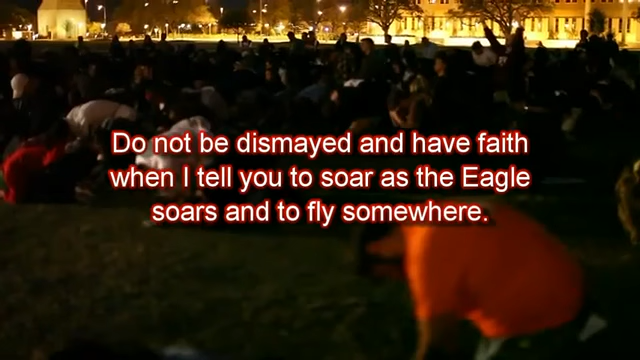 Do not be dismayed and have faith
when I tell you to soar as the Eagle
soars and to fly somewhere.